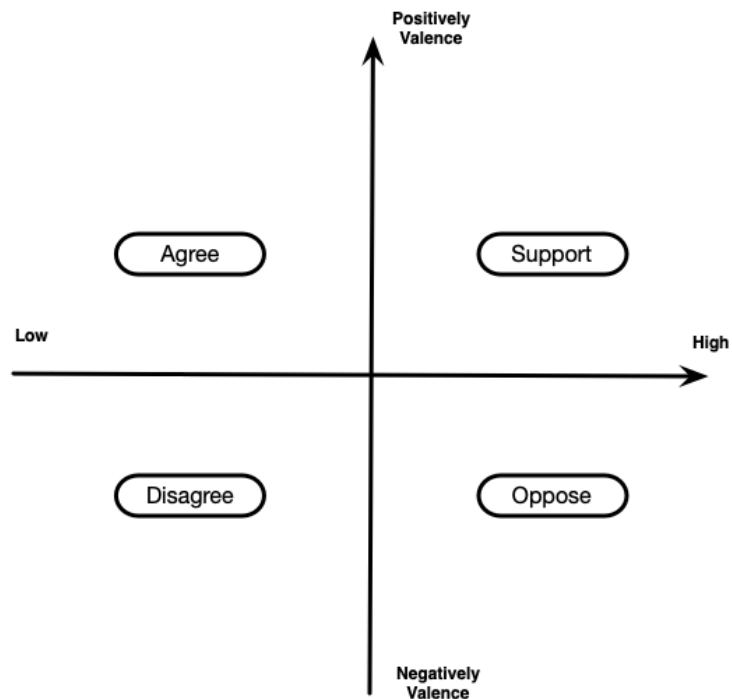 Positively
Valence
Agree
Support
Low
High
Disagree
Oppose
Negatively
Valence